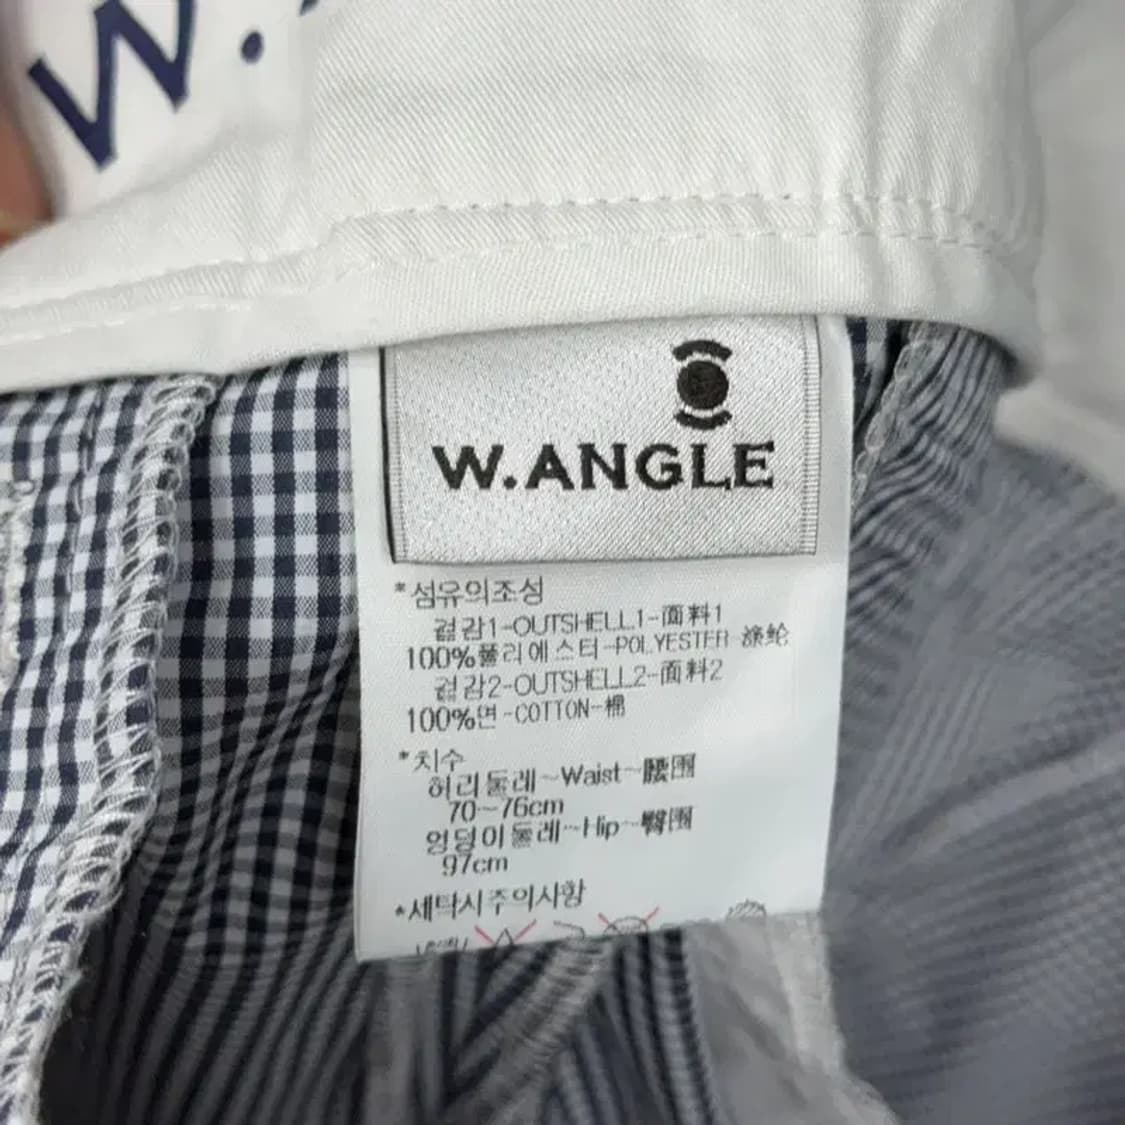 W.
W.ANGLE
*섬유의조성
겉감1-OUTSHELL1-面料1
100%폴리에스터-POLYESTER 涤纶
겉감2-OUTSHELL2-面料2
100%면-COTTON-棉
*치수
허리둘레~Waist~腰围
70~76cm
엉덩이둘레~Hip~臀围
97cm
*세탁시주의사항